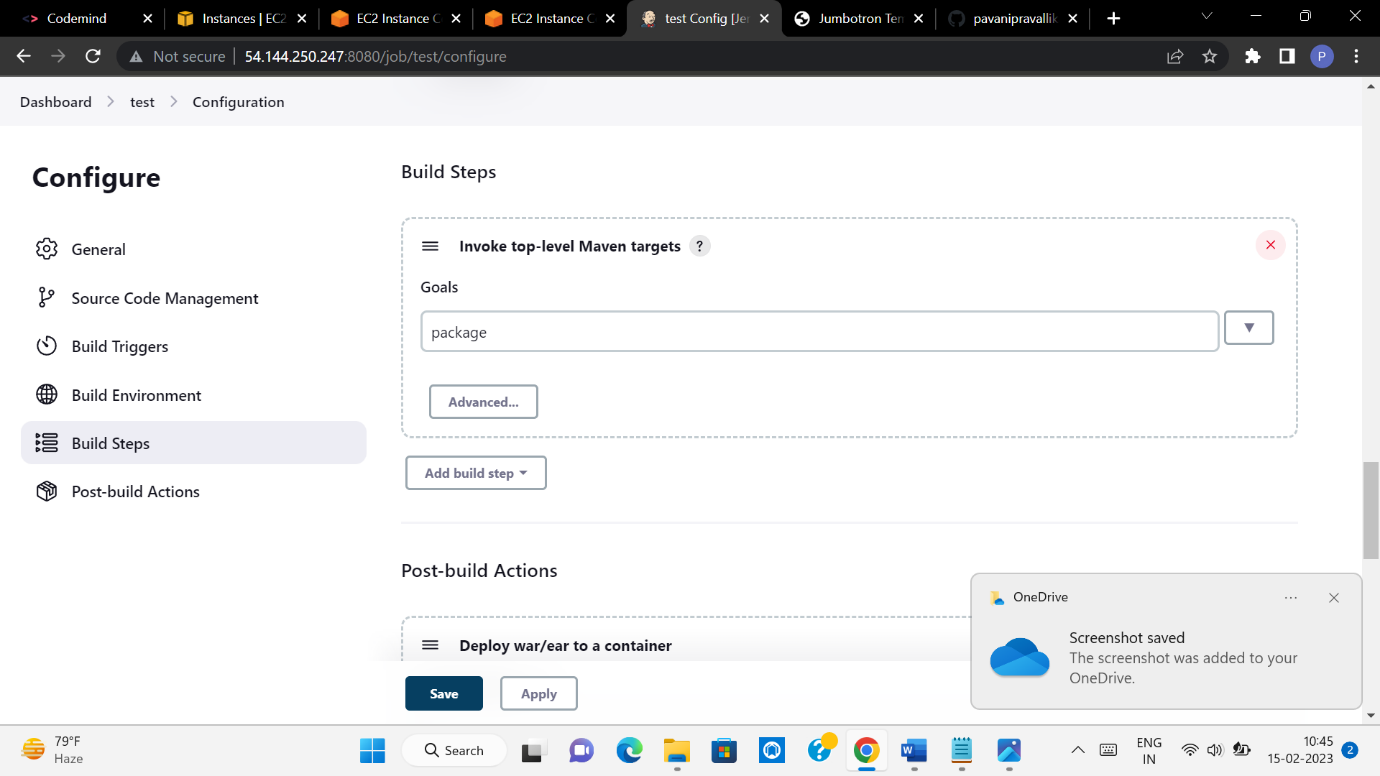 Codemind
Instances | EC2
EC2 Instance C
EC2 Instance C
test Config [Jen
Jumbotron Tem
pavanipravallik
Not secure
54.144.250.247:8080/job/test/configure
P
Dashboard
test
Configuration
Configure
General
Source Code Management
Build Triggers
Build Environment
Build Steps
Post-build Actions
Build Steps
Invoke top-level Maven targets ?
Goals
package
Advanced...
Add build step
Post-build Actions
Deploy war/ear to a container
Save
Apply
OneDrive
Screenshot saved
The screenshot was added to your
OneDrive.
79°F
Haze
Search
ENG
IN
10:45
15-02-2023
2